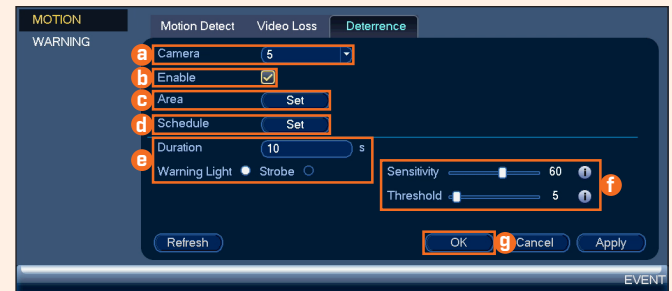 MOTION
WARNING
Motion Detect Video Loss Deterrence
a Camera 5
b Enable
c Area Set
d Schedule Set
e Duration 10 s
Warning Light Strobe
f Sensitivity 60 i
Threshold 5 i
Refresh OK g Cancel Apply
EVENT